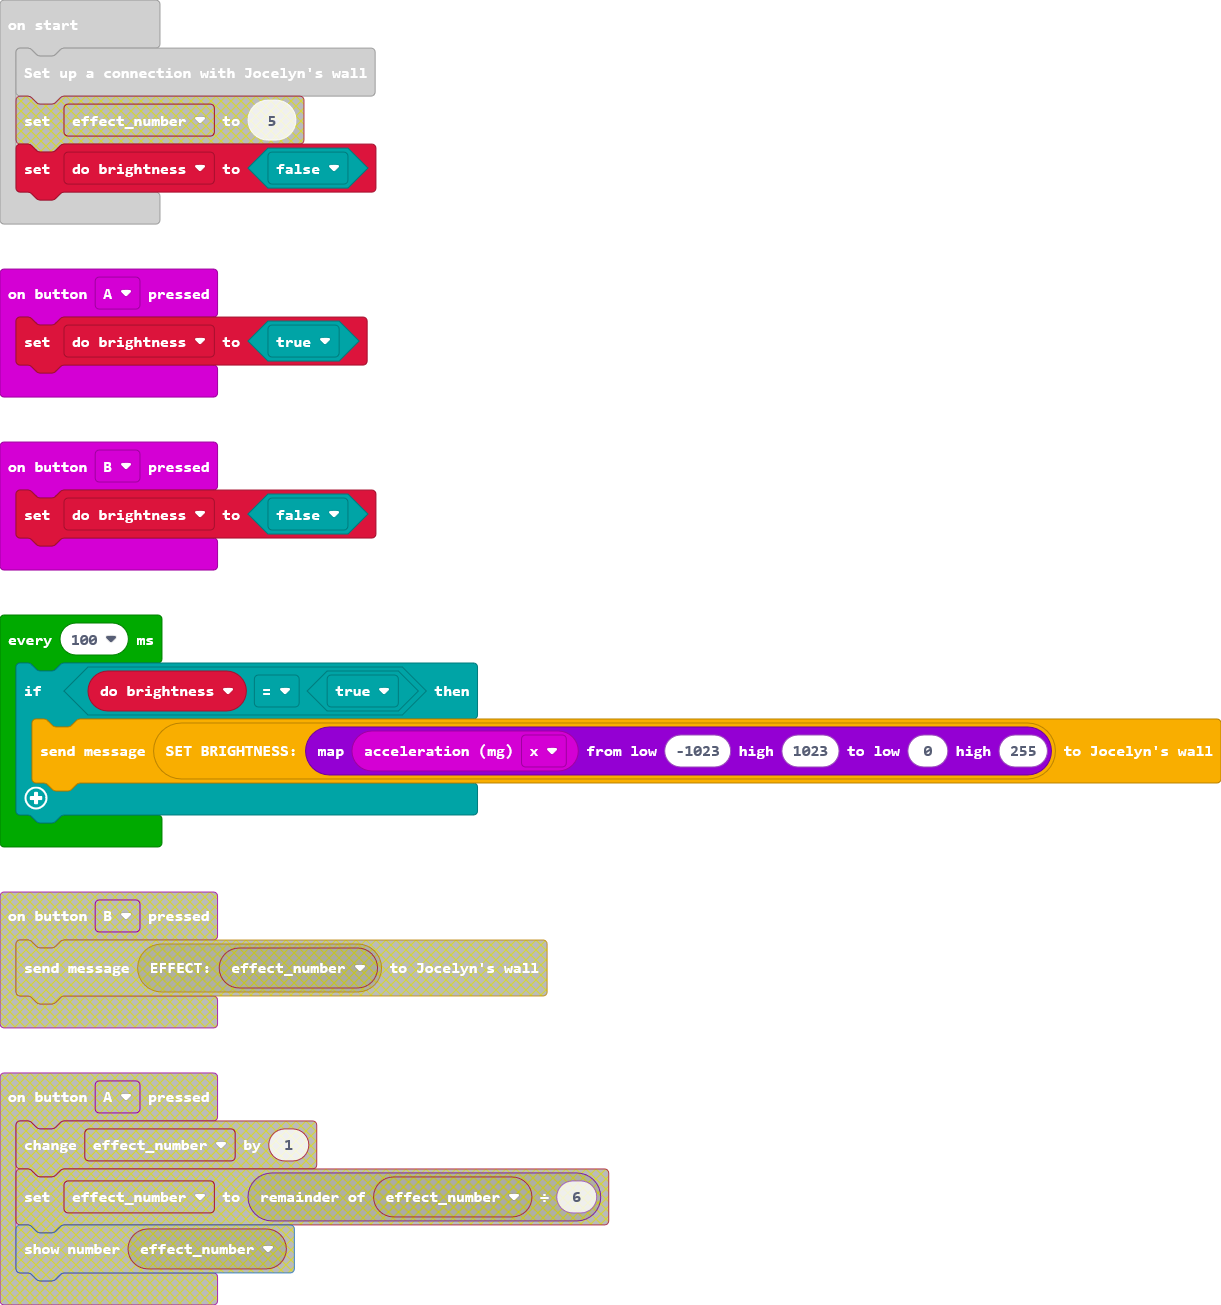 on start
Set up a connection with Jocelyn's wall
set effect_number to 5
set do brightness to false
on button A pressed
set do brightness to true
on button B pressed
set do brightness to false
every 100 ms
if do brightness = true then
send message SET BRIGHTNESS: map acceleration (mg) x from low -1023 high 1023 to low 0 high 255 to Jocelyn's wall
on button B pressed
send message EFFECT: effect_number to Jocelyn's wall
on button A pressed
change effect_number by 1
set effect_number to remainder of effect_number ÷ 6
show number effect_number